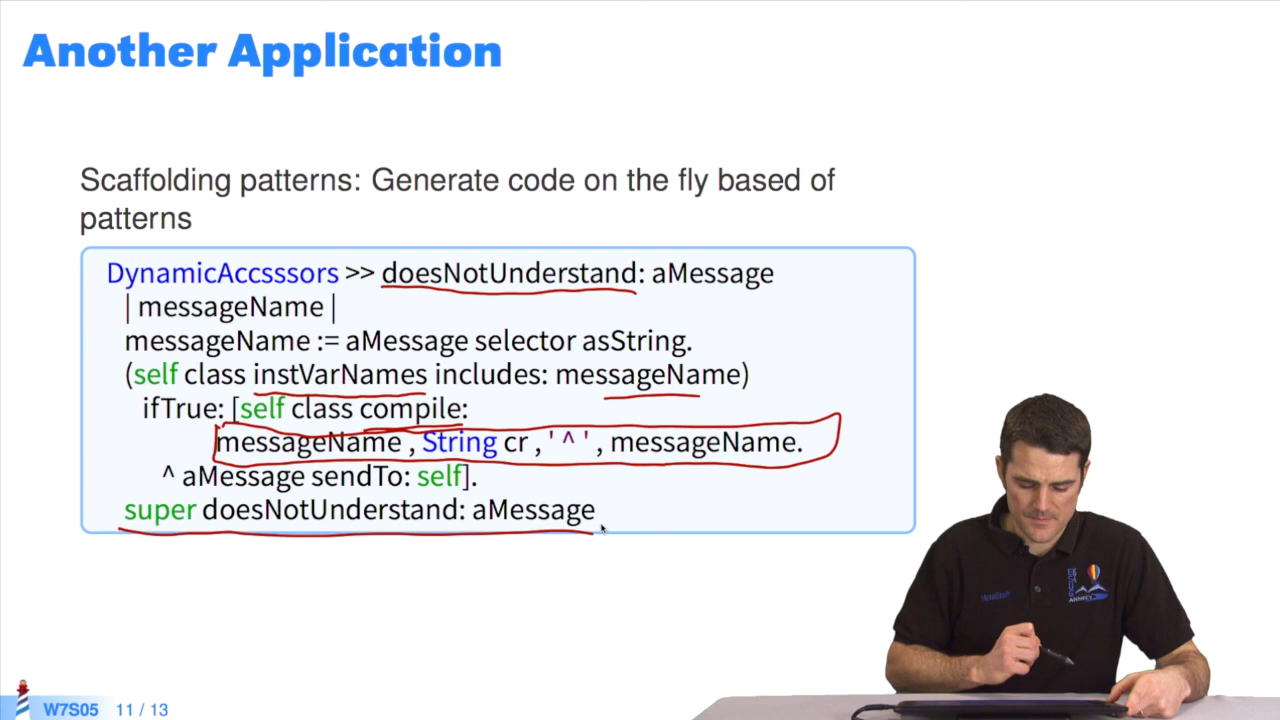 Another Application
Scaffolding patterns: Generate code on the fly based of
patterns
DynamicAccsssors >> doesNotUnderstand: aMessage
| messageName |
messageName := aMessage selector asString.
(self class instVarNames includes: messageName)
ifTrue: [self class compile:
messageName , String cr , ' ^ ' , messageName.
^ aMessage sendTo: self].
super doesNotUnderstand: aMessage
ANNECY
W7S05 11 / 13